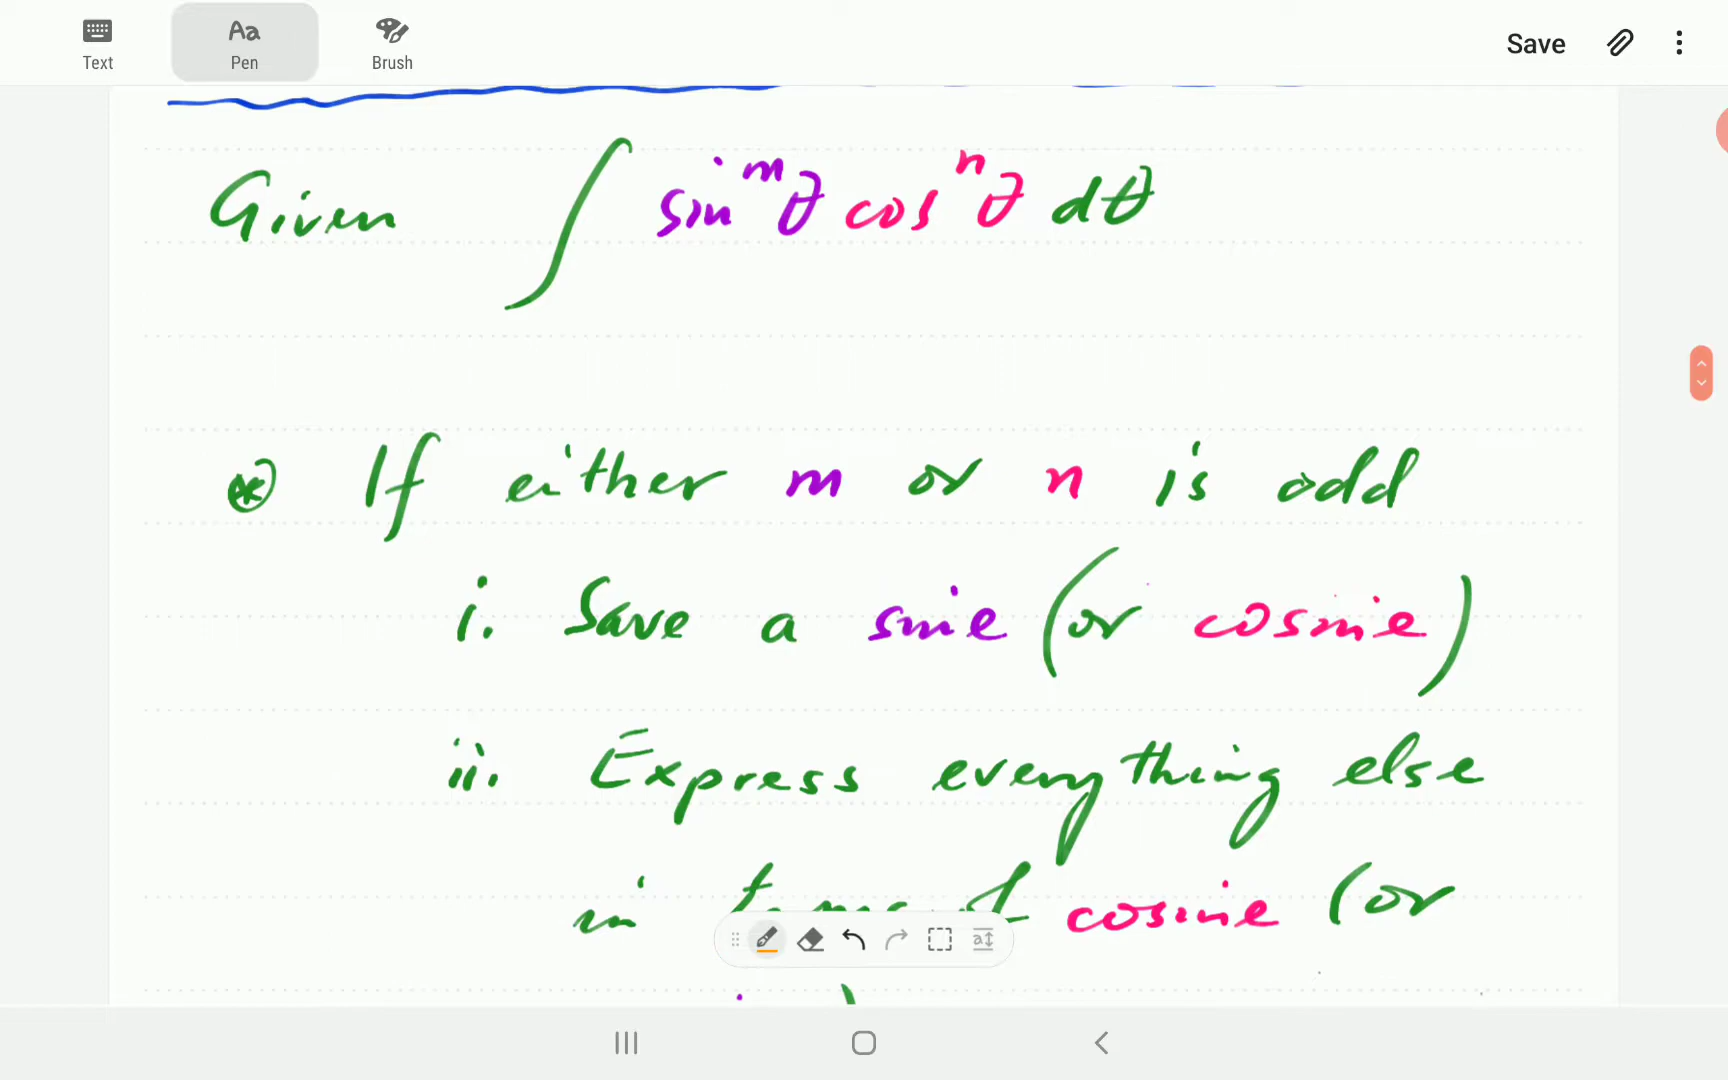 Text
Aa
Pen
Brush
Save
Given ∫ sin^m θ cos^n θ dθ
⊛ If either m or n is odd
i. Save a sine (or cosine)
ii. Express everything else
in terms of cosine (or